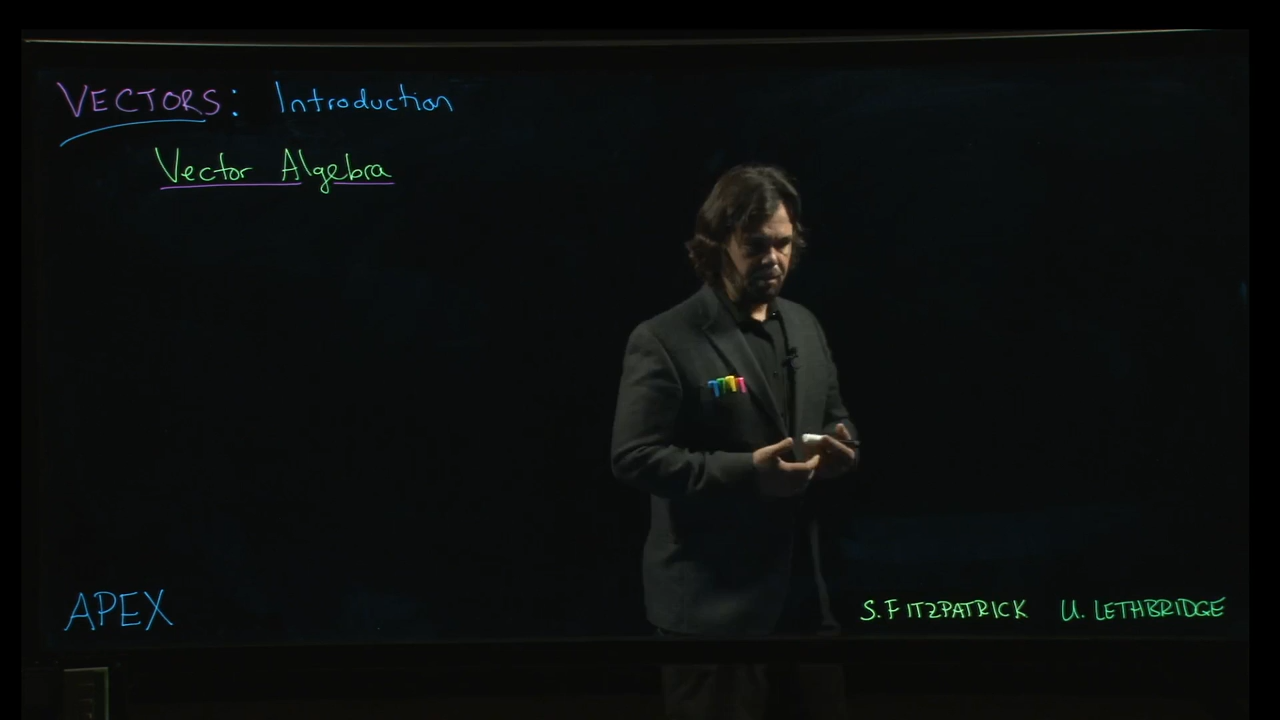 VECTORS: Introduction
Vector Algebra
APEX
S. FITZPATRICK U. LETHBRIDGE